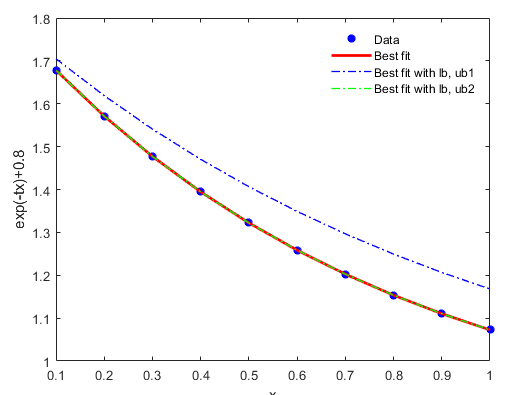 1.8
1.7
1.6
1.5
1.4
1.3
1.2
1.1
1
exp(-tx)+0.8
Data
Best fit
Best fit with lb, ub1
Best fit with lb, ub2
0.1 0.2 0.3 0.4 0.5 0.6 0.7 0.8 0.9 1